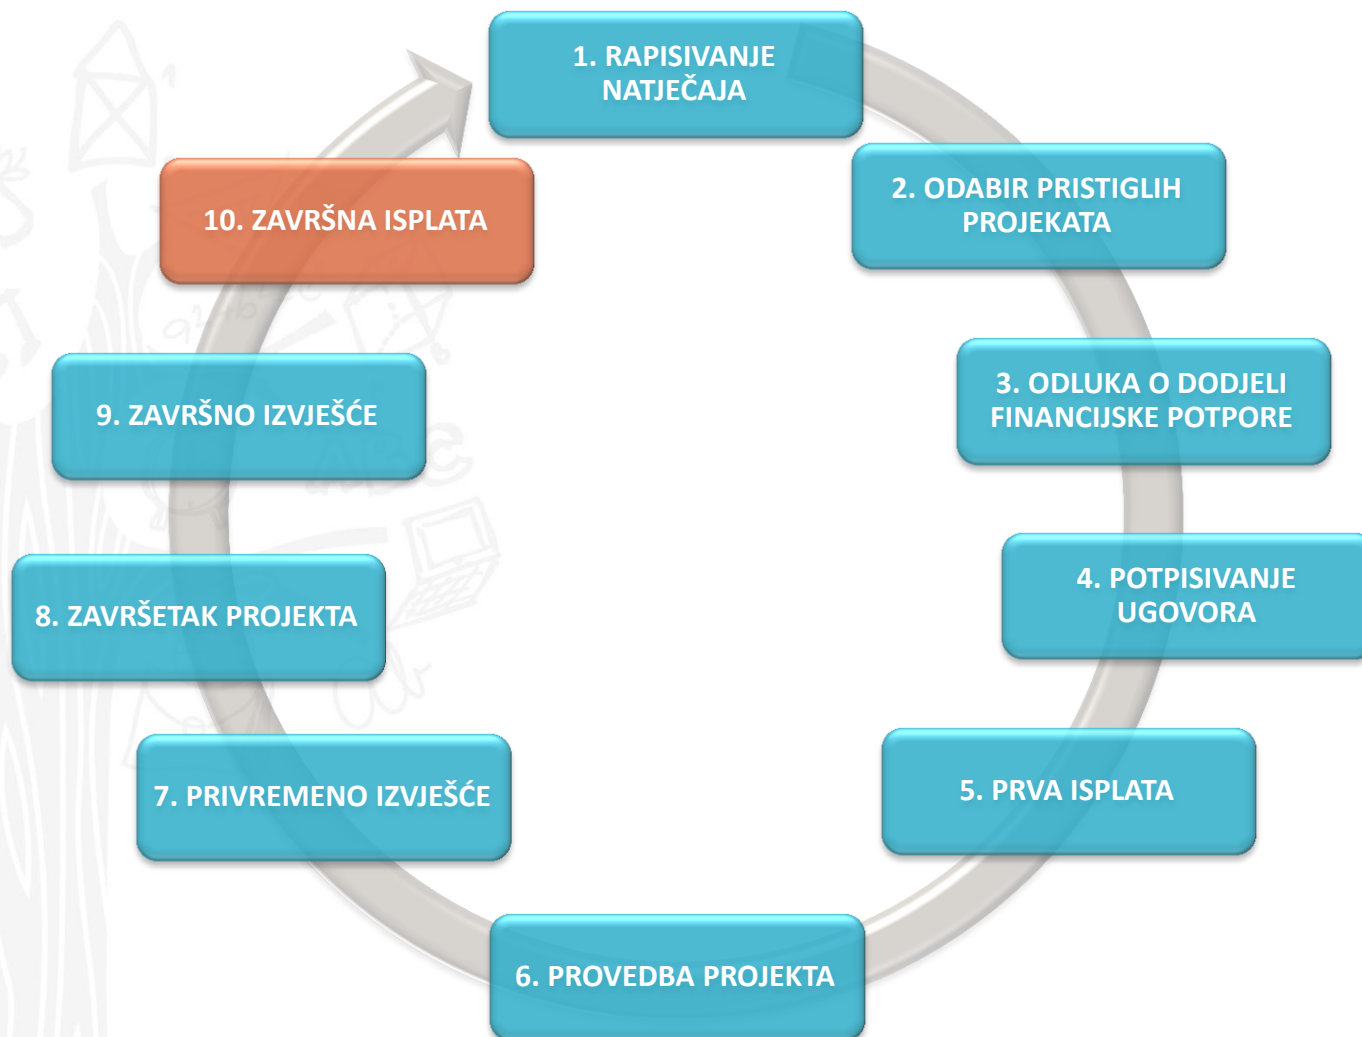 1. RAPISIVANJE
NATJEČAJA
2. ODABIR PRISTIGLIH
PROJEKATA
3. ODLUKA O DODJELI
FINANCIJSKE POTPORE
4. POTPISIVANJE
UGOVORA
5. PRVA ISPLATA
6. PROVEDBA PROJEKTA
7. PRIVREMENO IZVJEŠĆE
8. ZAVRŠETAK PROJEKTA
9. ZAVRŠNO IZVJEŠĆE
10. ZAVRŠNA ISPLATA
ABC